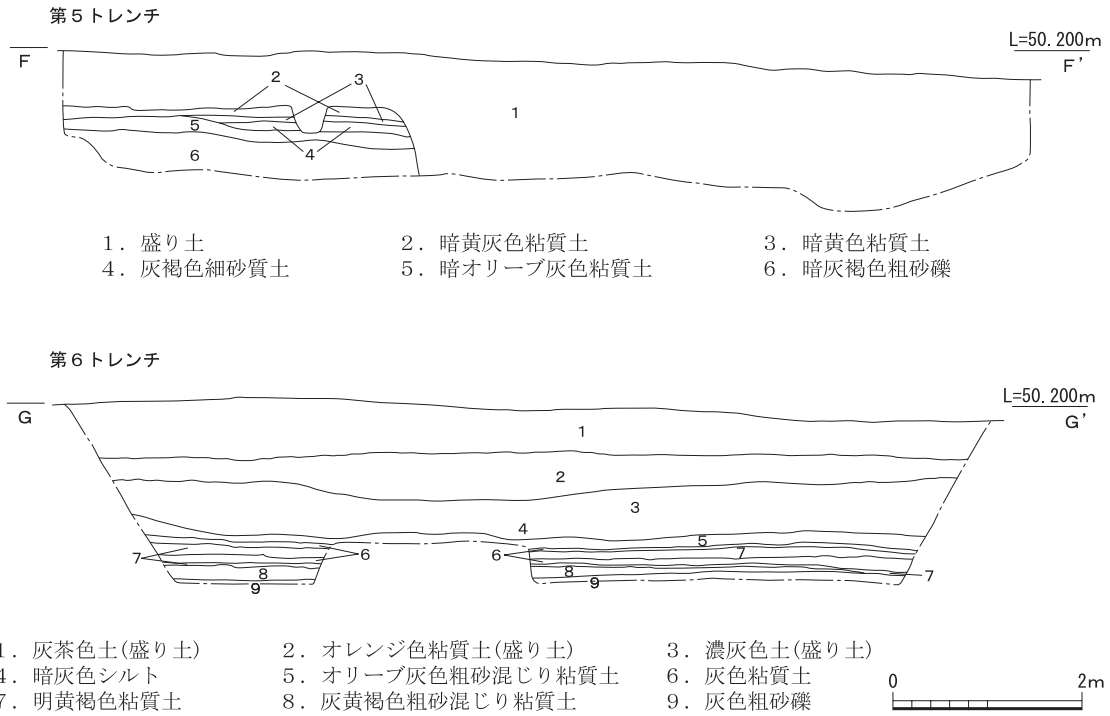 第５トレンチ
F
L=50.200m
F’
2
3
1
5
4
6
１．盛り土　２．暗黄灰色粘質土　３．暗黄色粘質土
４．灰褐色細砂質土　５．暗オリーブ灰色粘質土　６．暗灰褐色粗砂礫
第６トレンチ
G
L=50.200m
G’
1
2
3
4
5
7
6
6
7
8
8
7
9
9
１．灰茶色土(盛り土)　２．オレンジ色粘質土(盛り土)　３．濃灰色土(盛り土)
４．暗灰色シルト　５．オリーブ灰色粗砂混じり粘質土　６．灰色粘質土
７．明黄褐色粘質土　８．灰黄褐色粗砂混じり粘質土　９．灰色粗砂礫
0 2m